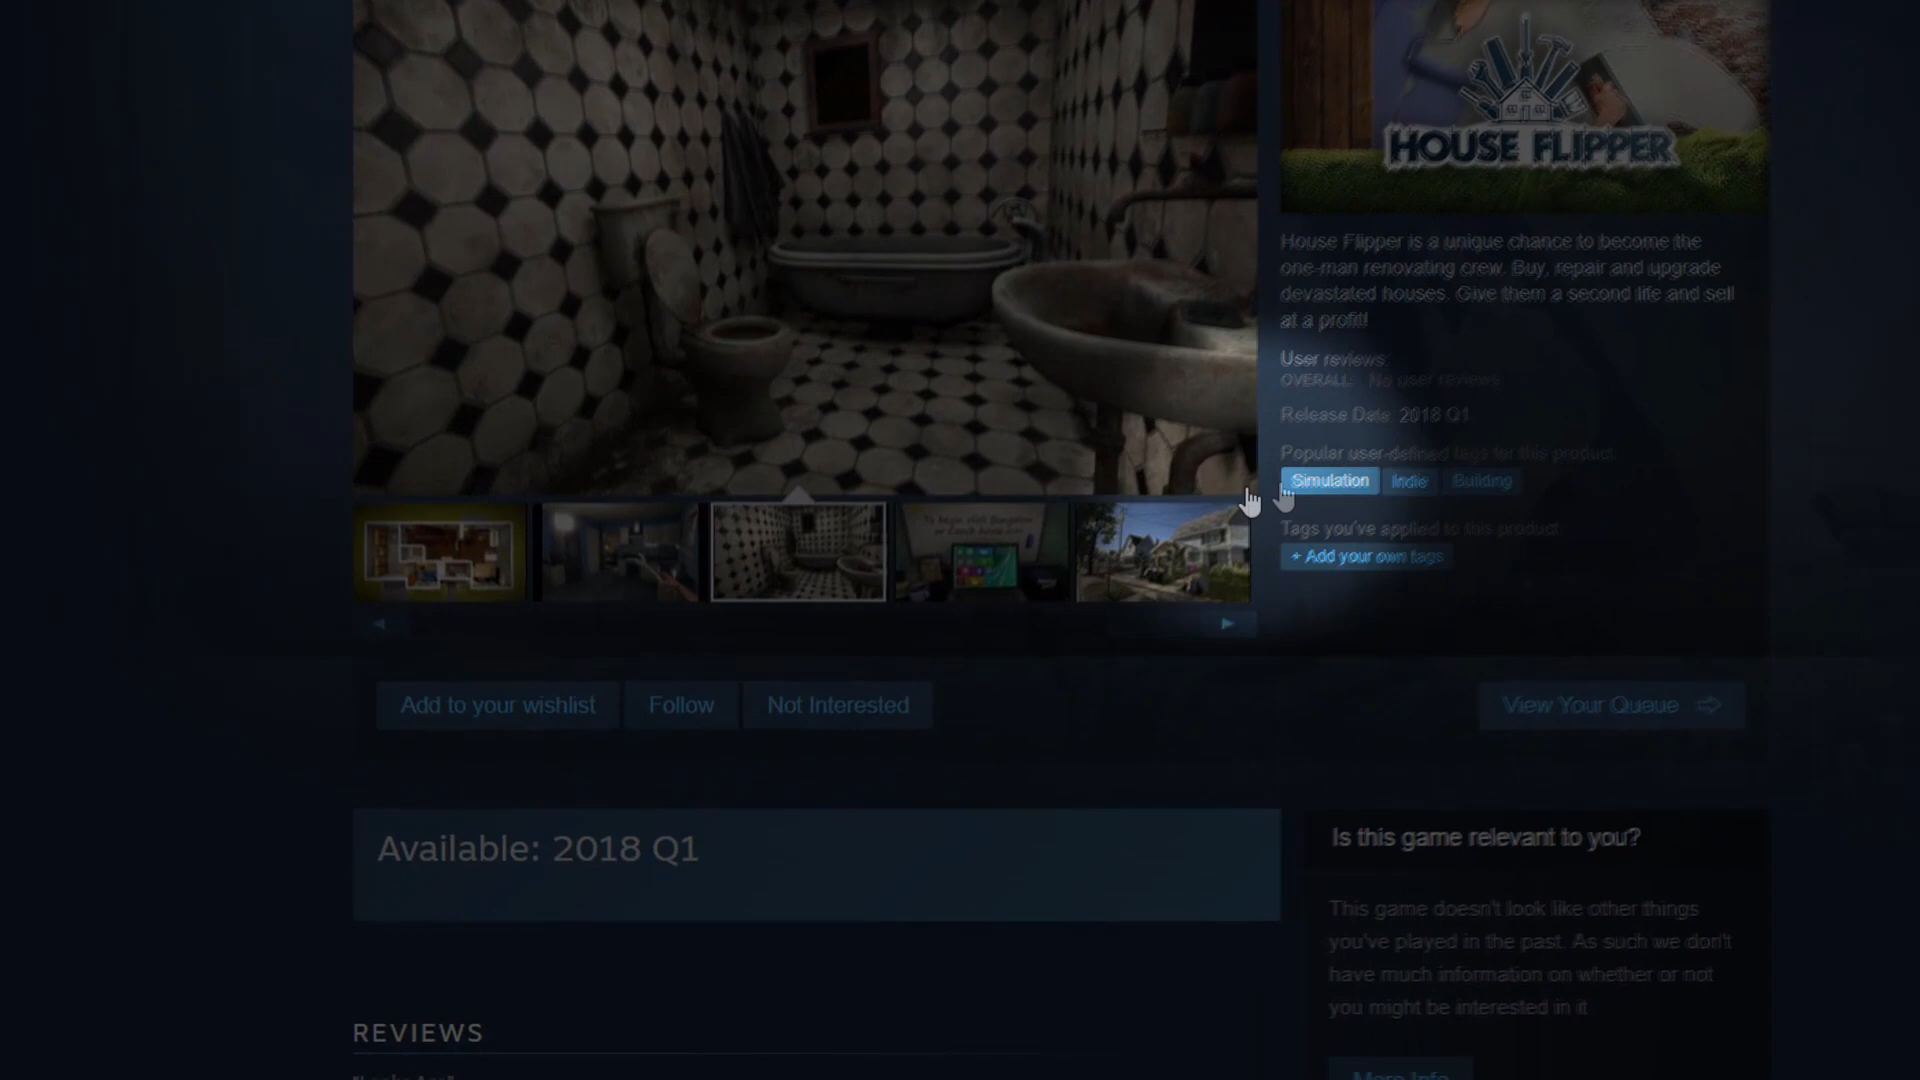 HOUSE FLIPPER
House Flipper is a unique chance to become the
one-man renovating crew. Buy, repair and upgrade
devastated houses. Give them a second life and sell
at a profit!
User reviews:
OVERALL: No user reviews
Release Date: 2018 Q1
Popular user-defined tags for this product:
Simulation Indie Building
Tags you've applied to this product:
+ Add your own tags
Add to your wishlist Follow Not Interested View Your Queue
Available: 2018 Q1
Is this game relevant to you?
This game doesn't look like other things
you've played in the past. As such we don't
have much information on whether or not
you might be interested in it
REVIEWS
More Info